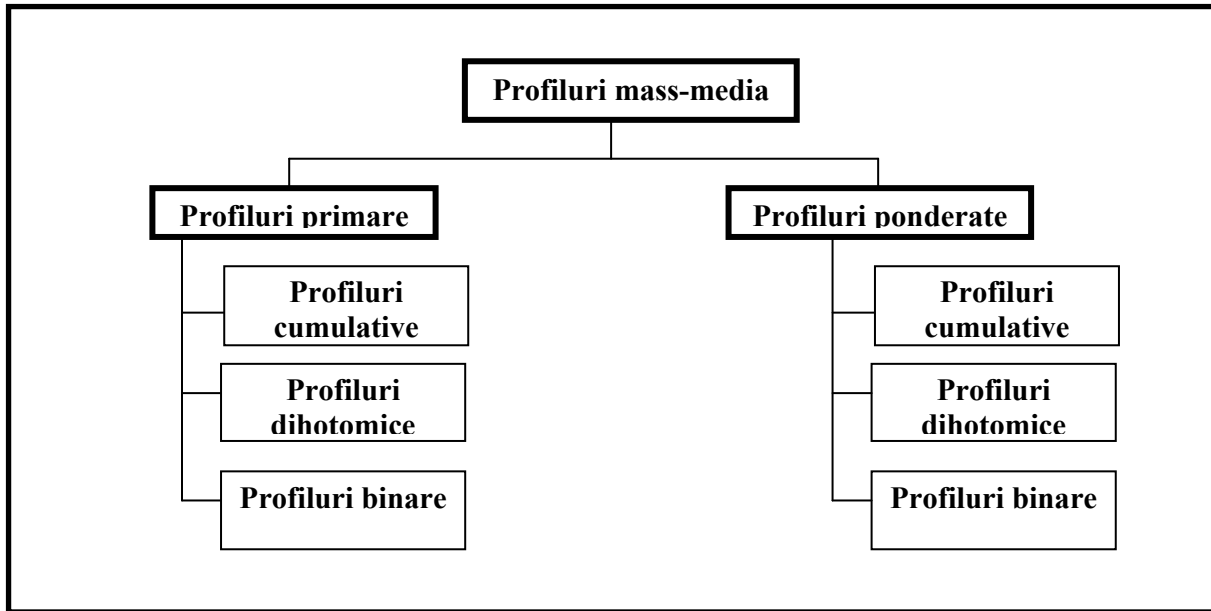 Profiluri mass-media
Profiluri primare
Profiluri cumulative
Profiluri dihotomice
Profiluri binare
Profiluri ponderate
Profiluri cumulative
Profiluri dihotomice
Profiluri binare